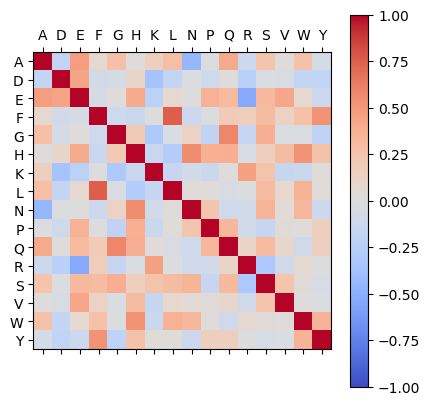 A D E F G H K L N P Q R S V W Y
A
D
E
F
G
H
K
L
N
P
Q
R
S
V
W
Y
1.00
0.75
0.50
0.25
0.00
−0.25
−0.50
−0.75
−1.00